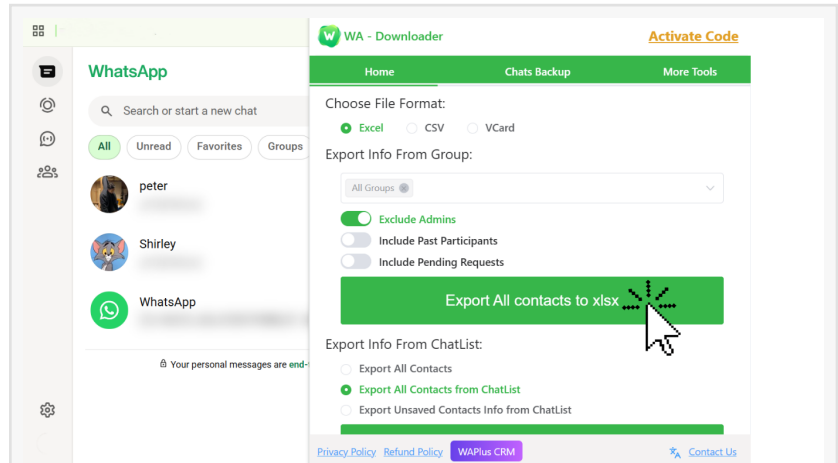 WhatsApp
Search or start a new chat
All Unread Favorites Groups
peter
Shirley
WhatsApp
Your personal messages are end-t
WA - Downloader Activate Code
Home Chats Backup More Tools
Choose File Format:
Excel CSV VCard
Export Info From Group:
All Groups
Exclude Admins
Include Past Participants
Include Pending Requests
Export All contacts to xlsx
Export Info From ChatList:
Export All Contacts
Export All Contacts from ChatList
Export Unsaved Contacts Info from ChatList
Privacy Policy Refund Policy WAPlus CRM Contact Us